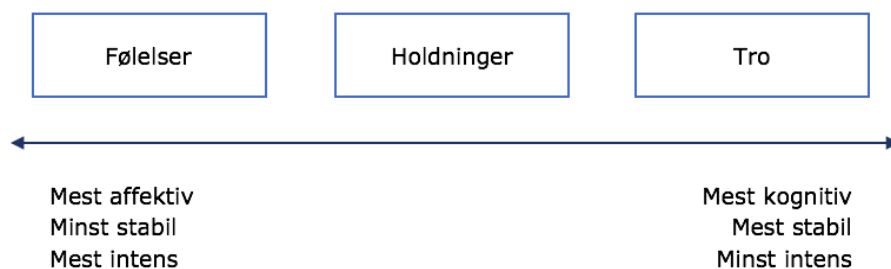 Følelser
Holdninger
Tro
Mest affektiv
Minst stabil
Mest intens
Mest kognitiv
Mest stabil
Minst intens